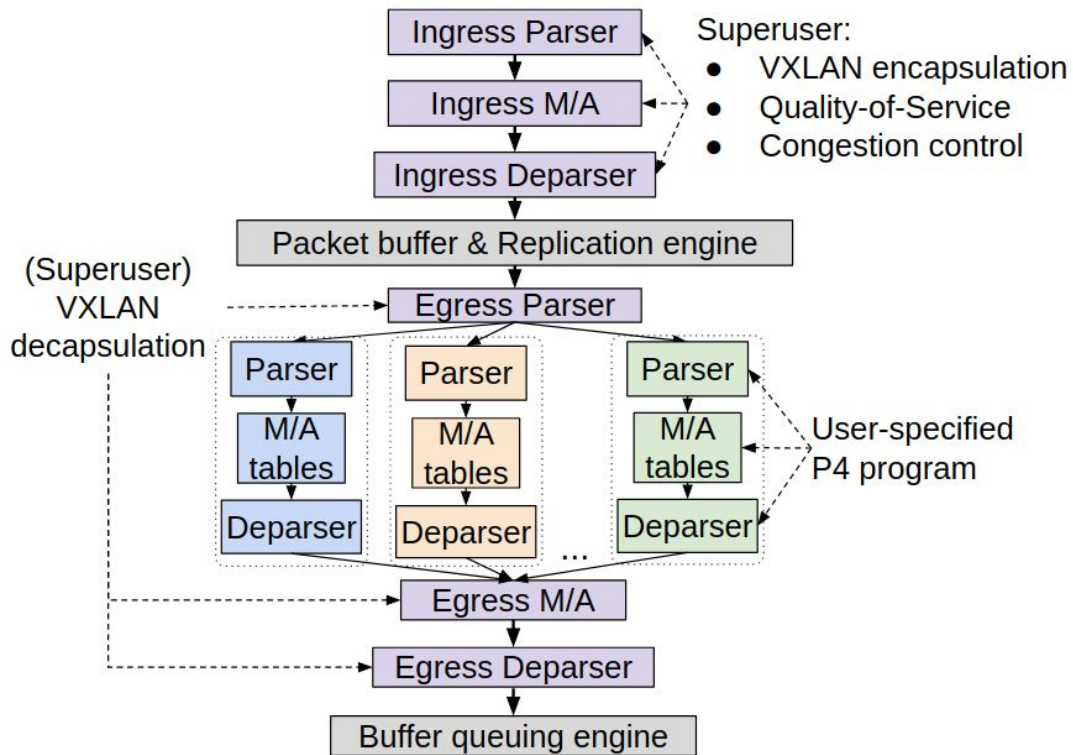 Ingress Parser
Superuser:
● VXLAN encapsulation
● Quality-of-Service
● Congestion control
Ingress M/A
Ingress Deparser
Packet buffer & Replication engine
(Superuser)
VXLAN
decapsulation
Egress Parser
Parser
M/A
tables
Deparser
Parser
M/A
tables
Deparser
...
Parser
M/A
tables
Deparser
User-specified
P4 program
Egress M/A
Egress Deparser
Buffer queuing engine